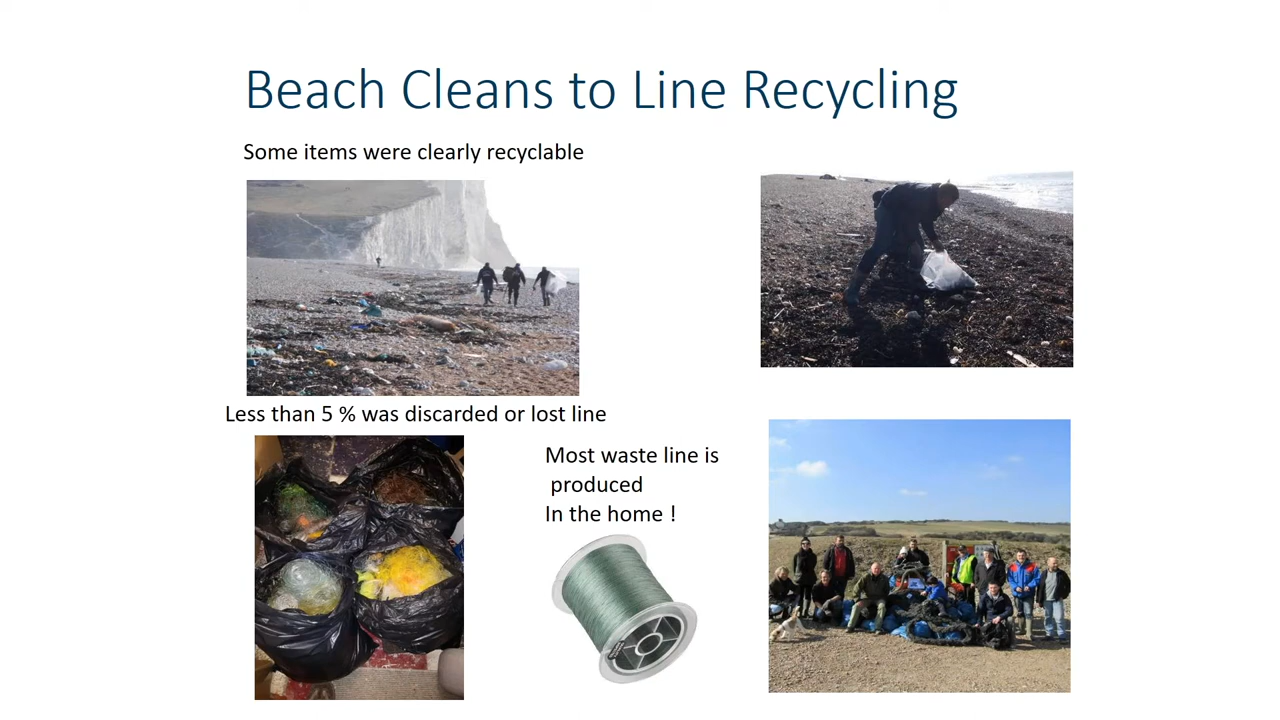 Beach Cleans to Line Recycling
Some items were clearly recyclable
Less than 5 % was discarded or lost line
Most waste line is
produced
In the home !